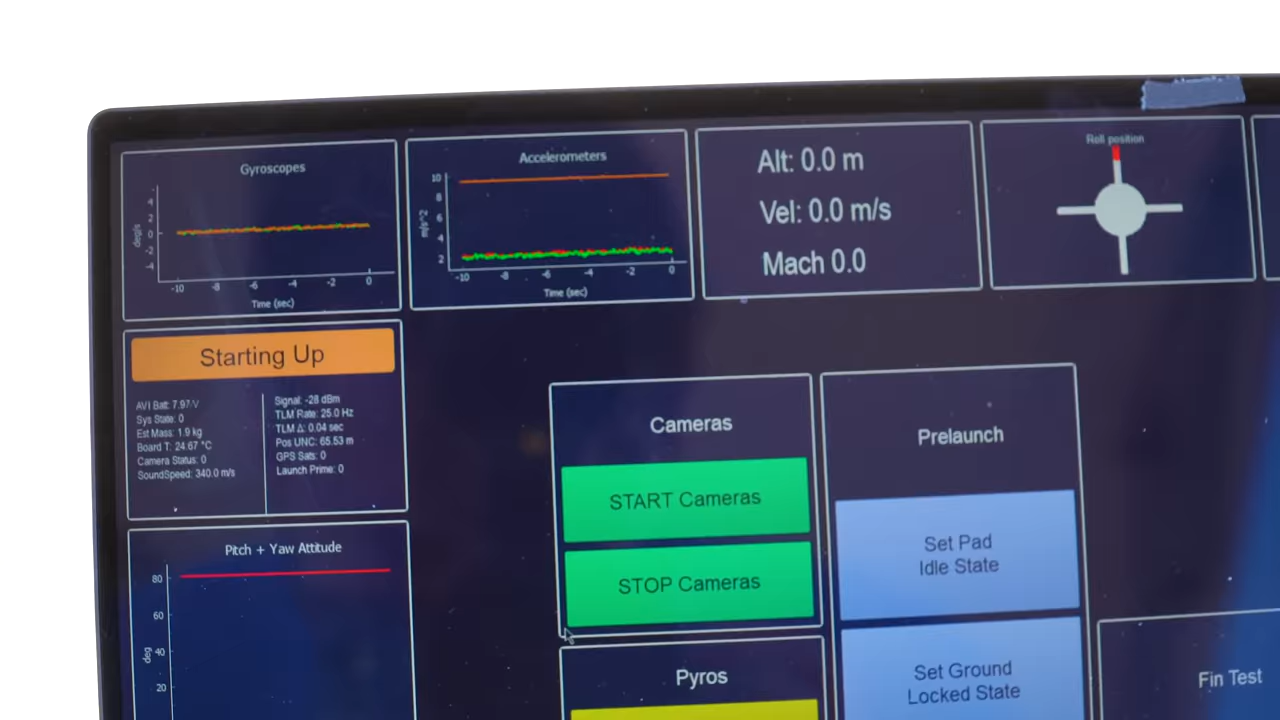 Gyroscopes
deg/s
4
2
0
-2
-4
-10
-8
-6
-4
-2
0
Time (sec)
Accelerometers
m/s^2
10
8
6
4
2
-10
-8
-6
-4
-2
0
Time (sec)
Alt: 0.0 m
Vel: 0.0 m/s
Mach 0.0
Roll position
Starting Up
AVI Batt: 7.97 V
Sys State: 0
Est Mass: 1.9 kg
Board T: 24.67 °C
Camera Status: 0
SoundSpeed: 340.0 m/s
Signal: -28 dBm
TLM Rate: 25.0 Hz
TLM Δ: 0.04 sec
Pos UNC: 65.53 m
GPS Sats: 0
Launch Prime: 0
Pitch + Yaw Attitude
deg
80
60
40
20
Cameras
START Cameras
STOP Cameras
Pyros
Prelaunch
Set Pad
Idle State
Set Ground
Locked State
Fin Test